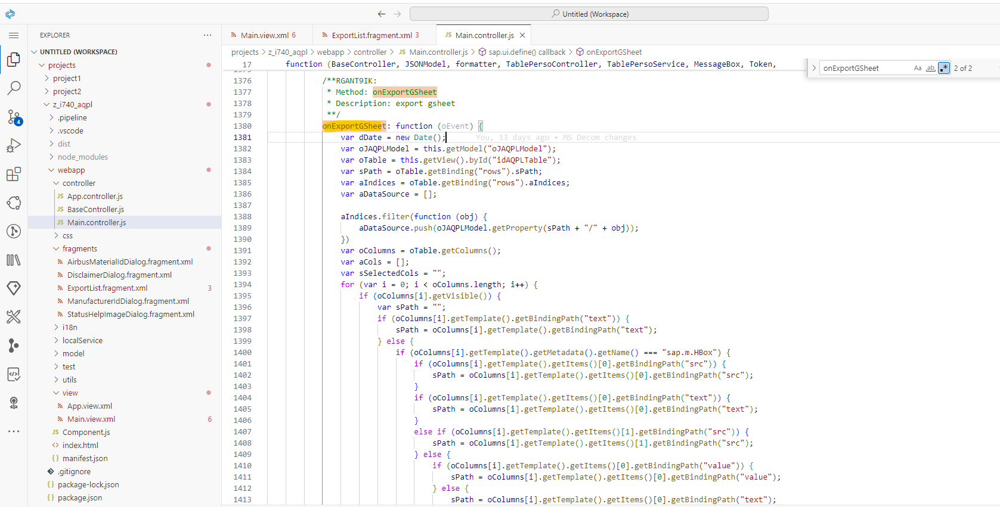 Untitled (Workspace)
EXPLORER
UNTITLED (WORKSPACE)
projects
project1
project2
z_i740_aqpl
.pipeline
.vscode
dist
node_modules
webapp
controller
JS App.controller.js
JS BaseController.js
JS Main.controller.js
css
fragments
AirbusMaterialIdDialog.fragment.xml
DisclaimerDialog.fragment.xml
ExportList.fragment.xml 3
ManufacturerIdDialog.fragment.xml
StatusHelpImageDialog.fragment.xml
i18n
localService
model
test
utils
view
App.view.xml
Main.view.xml 6
JS Component.js
<> index.html
{} manifest.json
.gitignore
{} package-lock.json
{} package.json
4
Main.view.xml 6
ExportList.fragment.xml 3
JS Main.controller.js
projects > z_i740_aqpl > webapp > controller > JS Main.controller.js > sap.ui.define() callback > onExportGSheet
onExportGSheet Aa ab .* 2 of 2
17 function (BaseController, JSONModel, formatter, TablePersoController, TablePersoService, MessageBox, Token,
1375
1376 /**RGANT9IK:
1377 * Method: onExportGSheet
1378 * Description: export gsheet
1379 **/
1380 onExportGSheet: function (oEvent) {
1381 var dDate = new Date(); You, 13 days ago • MS Decom changes
1382 var oJAQPLModel = this.getModel("oJAQPLModel");
1383 var oTable = this.getView().byId("idAQPLTable");
1384 var sPath = oTable.getBinding("rows").sPath;
1385 var aIndices = oTable.getBinding("rows").aIndices;
1386 var aDataSource = [];
1387
1388 aIndices.filter(function (obj) {
1389 aDataSource.push(oJAQPLModel.getProperty(sPath + "/" + obj));
1390 })
1391 var oColumns = oTable.getColumns();
1392 var aCols = [];
1393 var sSelectedCols = "";
1394 for (var i = 0; i < oColumns.length; i++) {
1395 if (oColumns[i].getVisible()) {
1396 var sPath = "";
1397 if (oColumns[i].getTemplate().getBindingPath("text")) {
1398 sPath = oColumns[i].getTemplate().getBindingPath("text");
1399 } else {
1400 if (oColumns[i].getTemplate().getMetadata().getName() === "sap.m.HBox") {
1401 if (oColumns[i].getTemplate().getItems()[0].getBindingPath("src")) {
1402 sPath = oColumns[i].getTemplate().getItems()[0].getBindingPath("src");
1403 }
1404 if (oColumns[i].getTemplate().getItems()[0].getBindingPath("text")) {
1405 sPath = oColumns[i].getTemplate().getItems()[0].getBindingPath("text");
1406 }
1407 else if (oColumns[i].getTemplate().getItems()[1].getBindingPath("src")) {
1408 sPath = oColumns[i].getTemplate().getItems()[1].getBindingPath("src");
1409 } else {
1410 if (oColumns[i].getTemplate().getItems()[0].getBindingPath("value")) {
1411 sPath = oColumns[i].getTemplate().getItems()[0].getBindingPath("value");
1412 } else {
1413 sPath = oColumns[i].getTemplate().getItems()[0].getBindingPath("text");